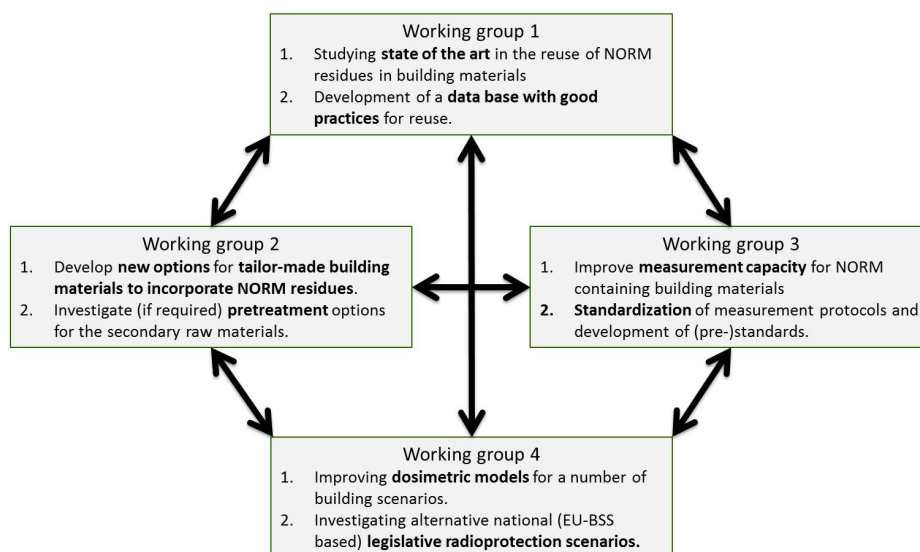 Working group 1
1. Studying state of the art in the reuse of NORM
residues in building materials
2. Development of a data base with good
practices for reuse.
Working group 2
1. Develop new options for tailor-made building
materials to incorporate NORM residues.
2. Investigate (if required) pretreatment options
for the secondary raw materials.
Working group 3
1. Improve measurement capacity for NORM
containing building materials
2. Standardization of measurement protocols and
development of (pre-)standards.
Working group 4
1. Improving dosimetric models for a number of
building scenarios.
2. Investigating alternative national (EU-BSS
based) legislative radioprotection scenarios.